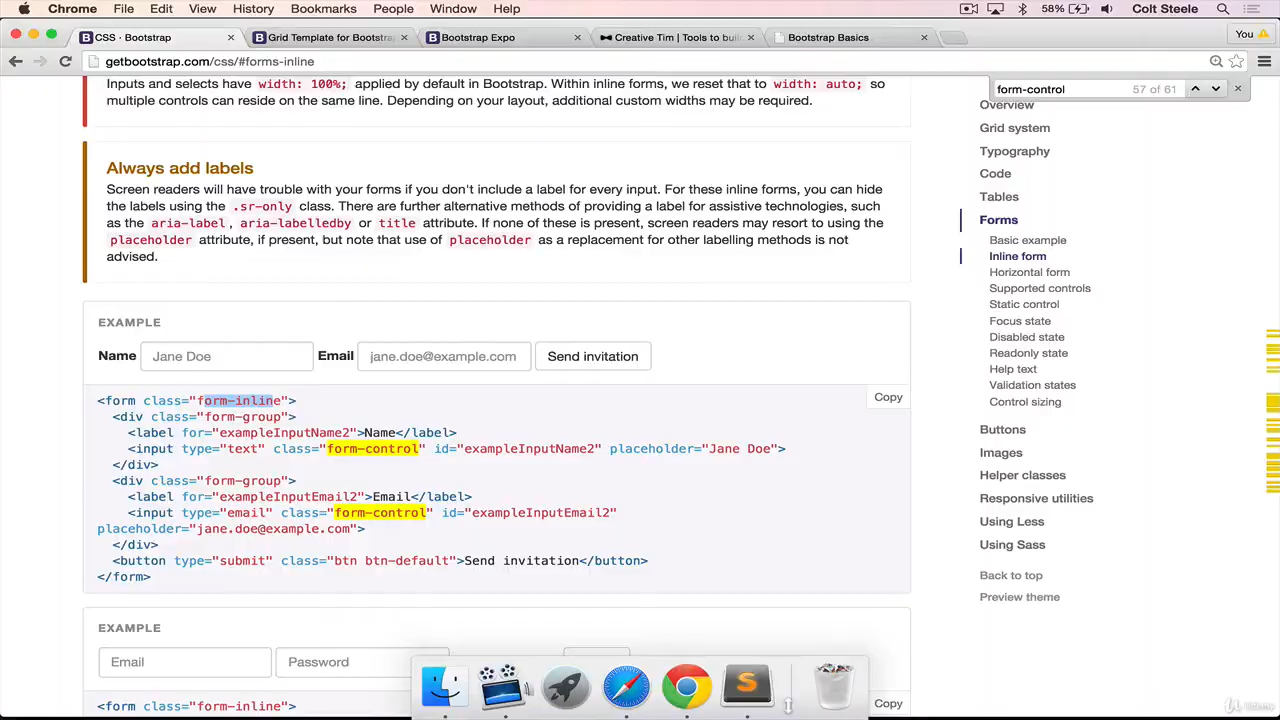 Chrome File Edit View History Bookmarks People Window Help 58% Colt Steele
CSS · Bootstrap Grid Template for Bootstra Bootstrap Expo Creative Tim | Tools to buil Bootstrap Basics You
getbootstrap.com/css/#forms-inline
form-control 57 of 61
Inputs and selects have width: 100%; applied by default in Bootstrap. Within inline forms, we reset that to width: auto; so
multiple controls can reside on the same line. Depending on your layout, additional custom widths may be required.
Always add labels
Screen readers will have trouble with your forms if you don't include a label for every input. For these inline forms, you can hide
the labels using the .sr-only class. There are further alternative methods of providing a label for assistive technologies, such
as the aria-label, aria-labelledby or title attribute. If none of these is present, screen readers may resort to using the
placeholder attribute, if present, but note that use of placeholder as a replacement for other labelling methods is not
advised.
EXAMPLE
Name Jane Doe Email jane.doe@example.com Send invitation
Copy
<form class="form-inline">
<div class="form-group">
<label for="exampleInputName2">Name</label>
<input type="text" class="form-control" id="exampleInputName2" placeholder="Jane Doe">
</div>
<div class="form-group">
<label for="exampleInputEmail2">Email</label>
<input type="email" class="form-control" id="exampleInputEmail2"
placeholder="jane.doe@example.com">
</div>
<button type="submit" class="btn btn-default">Send invitation</button>
</form>
EXAMPLE
Email Password
<form class="form-inline">
Copy
Overview
Grid system
Typography
Code
Tables
Forms
Basic example
Inline form
Horizontal form
Supported controls
Static control
Focus state
Disabled state
Readonly state
Help text
Validation states
Control sizing
Buttons
Images
Helper classes
Responsive utilities
Using Less
Using Sass
Back to top
Preview theme
Udemy